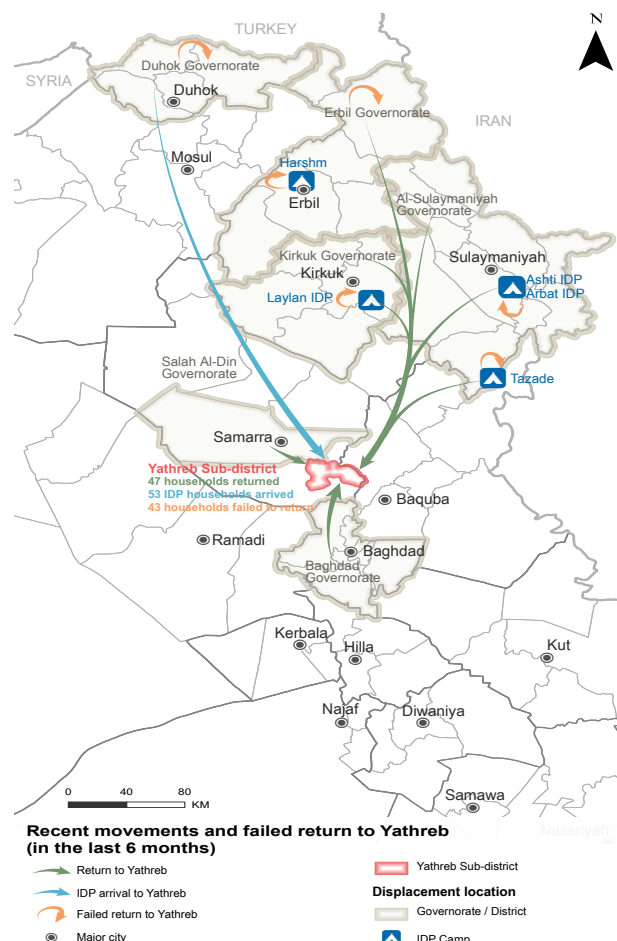 N
TURKEY
Duhok Governorate
SYRIA
Duhok
Erbil Governorate
IRAN
Mosul
Harshm
Erbil
Al-Sulaymaniyah
Governorate
Kirkuk Governorate
Sulaymaniyah
Kirkuk
Ashti IDP
Arbat IDP
Laylan IDP
Salah Al-Din
Governorate
Tazade
Samarra
Yathreb Sub-district
47 households returned
53 IDP households arrived
43 households failed to return
Baquba
Ramadi
Baghdad
Baghdad
Governorate
Kerbala
Hilla
Kut
Najaf
Diwaniya
0 40 80
KM
Samawa
Nassriyah
Recent movements and failed return to Yathreb
(in the last 6 months)
Return to Yathreb
IDP arrival to Yathreb
Failed return to Yathreb
Major city
Yathreb Sub-district
Displacement location
Governorate / District
IDP Camp